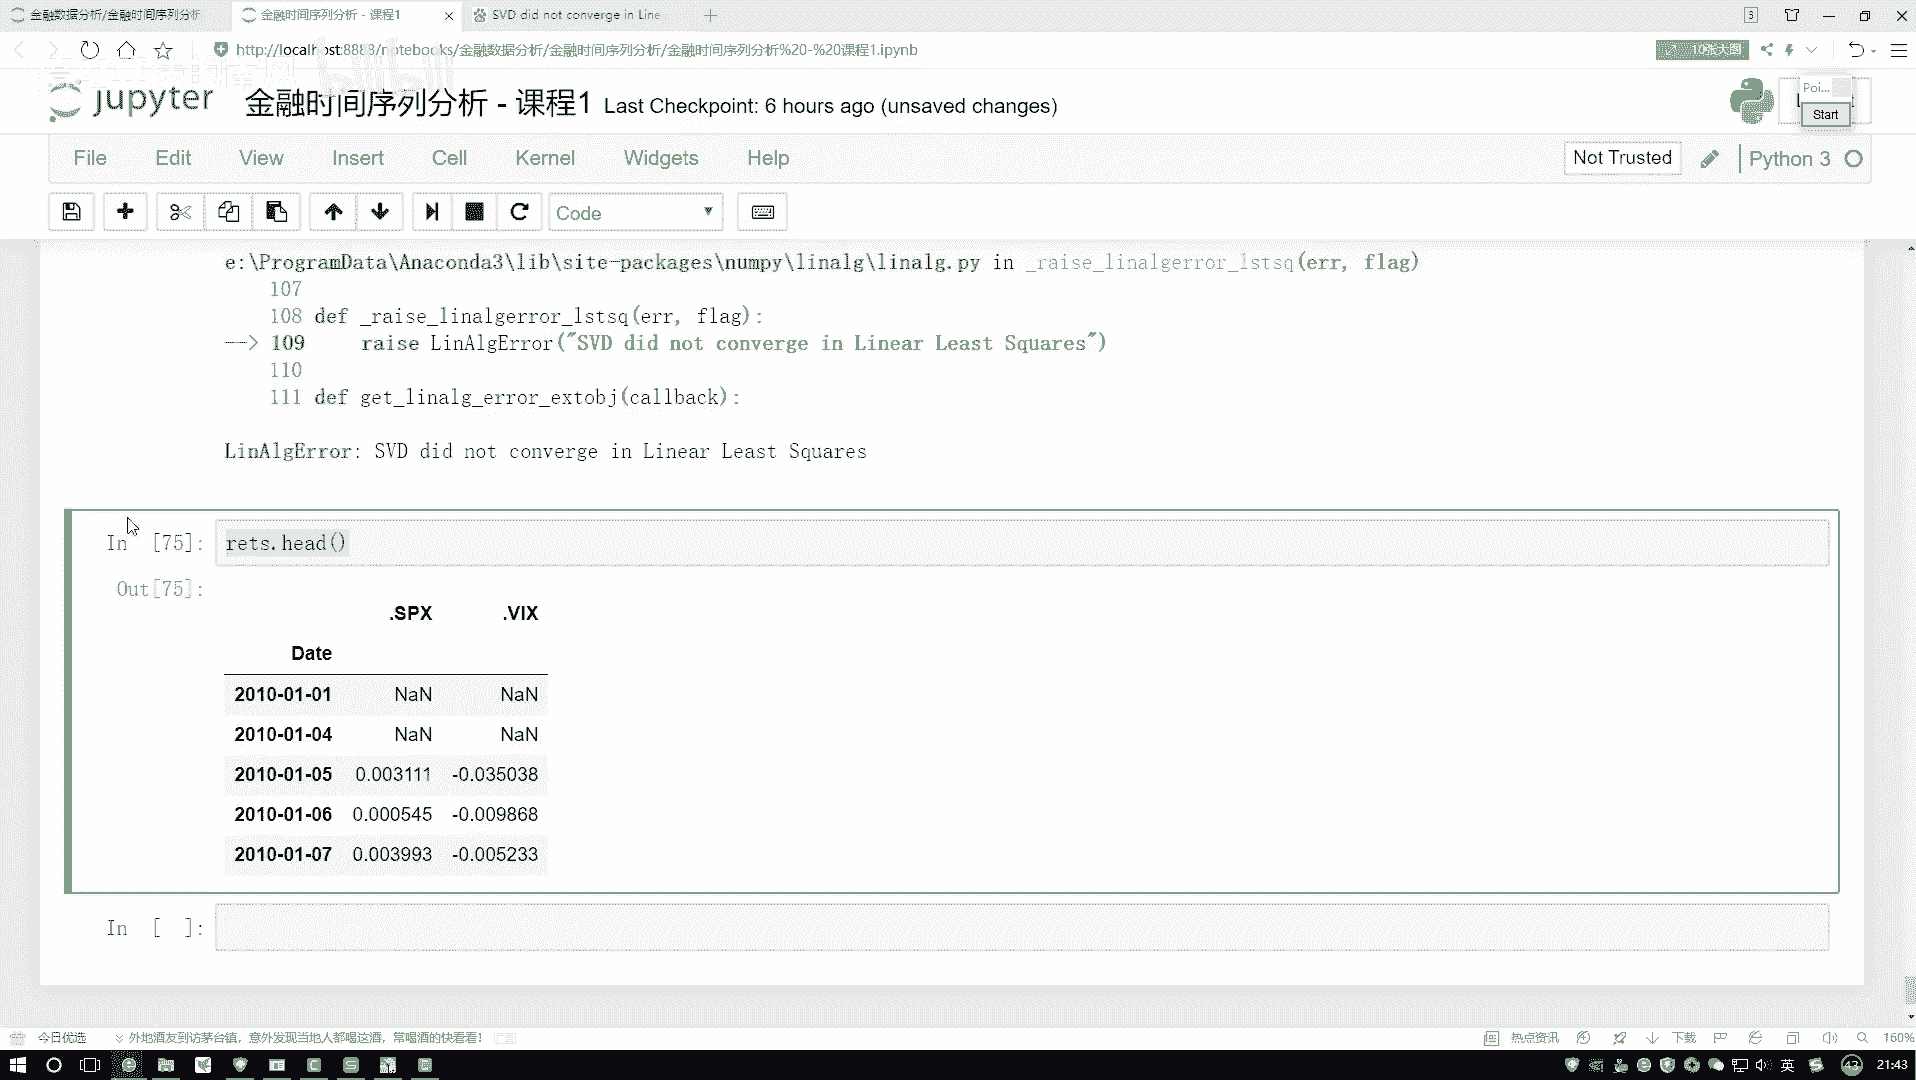 金融数据分析/金融时间序列分析
金融时间序列分析 - 课程1
SVD did not converge in Line
3
http://localhost:8888/notebooks/金融数据分析/金融时间序列分析/金融时间序列分析%20-%20课程1.ipynb
10张大图
bilibili
jupyter
金融时间序列分析 - 课程1 Last Checkpoint: 6 hours ago (unsaved changes)
Poi...
Start
File Edit View Insert Cell Kernel Widgets Help
Not Trusted
Python 3
Code
e:\ProgramData\Anaconda3\lib\site-packages\numpy\linalg\linalg.py in _raise_linalgerror_lstsq(err, flag)
107
108 def _raise_linalgerror_lstsq(err, flag):
--> 109 raise LinAlgError("SVD did not converge in Linear Least Squares")
110
111 def get_linalg_error_extobj(callback):
LinAlgError: SVD did not converge in Linear Least Squares
In [75]: rets.head()
Out[75]:
.SPX .VIX
Date
2010-01-01 NaN NaN
2010-01-04 NaN NaN
2010-01-05 0.003111 -0.035038
2010-01-06 0.000545 -0.009868
2010-01-07 0.003993 -0.005233
In [ ]:
今日优选
外地酒友到访茅台镇，意外发现当地人都喝这酒，常喝酒的快看看！
热点资讯
下载
160%
英
43
21:43